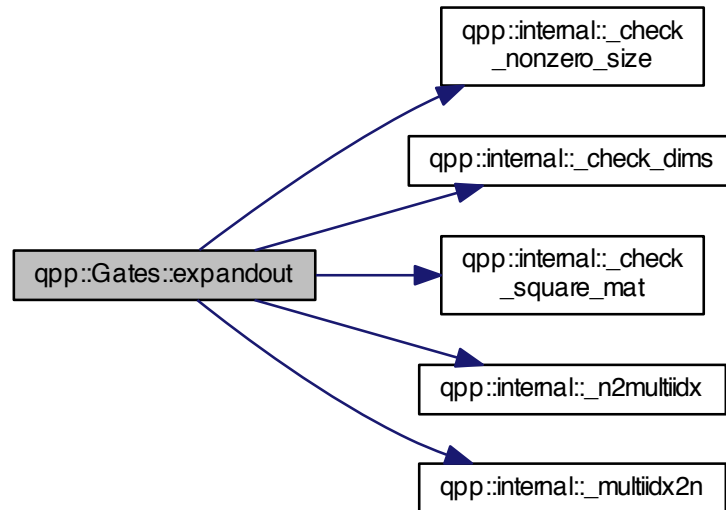 qpp::internal::_check
_nonzero_size
qpp::internal::_check_dims
qpp::Gates::expandout
qpp::internal::_check
_square_mat
qpp::internal::_n2multiidx
qpp::internal::_multiidx2n